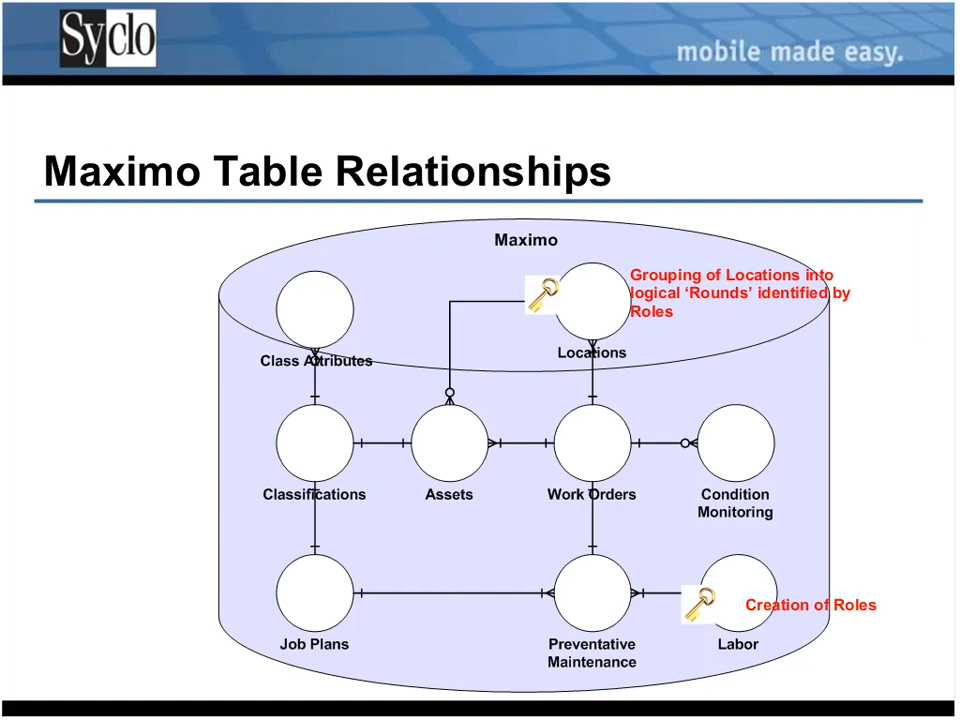 Syclo
mobile made easy.
Maximo Table Relationships
Maximo
Grouping of Locations into
logical ‘Rounds’ identified by
Roles
Class Attributes
Locations
Classifications
Assets
Work Orders
Condition
Monitoring
Creation of Roles
Job Plans
Preventative
Maintenance
Labor